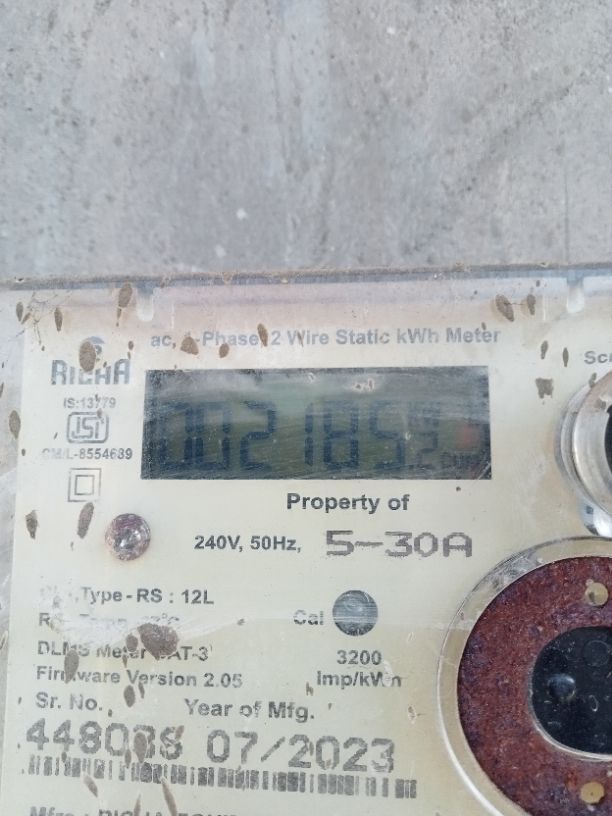 ac, 1-Phase, 2 Wire Static kWh Meter
RICHA
IS:13779
ISI
CM/L-8554689
Property of
240V, 50Hz, 5-30A
Type-RS : 12L
Cal
DLMS Meter CAT-3
3200
Firmware Version 2.05
Imp/kWh
Sr. No.
Year of Mfg.
07/2023